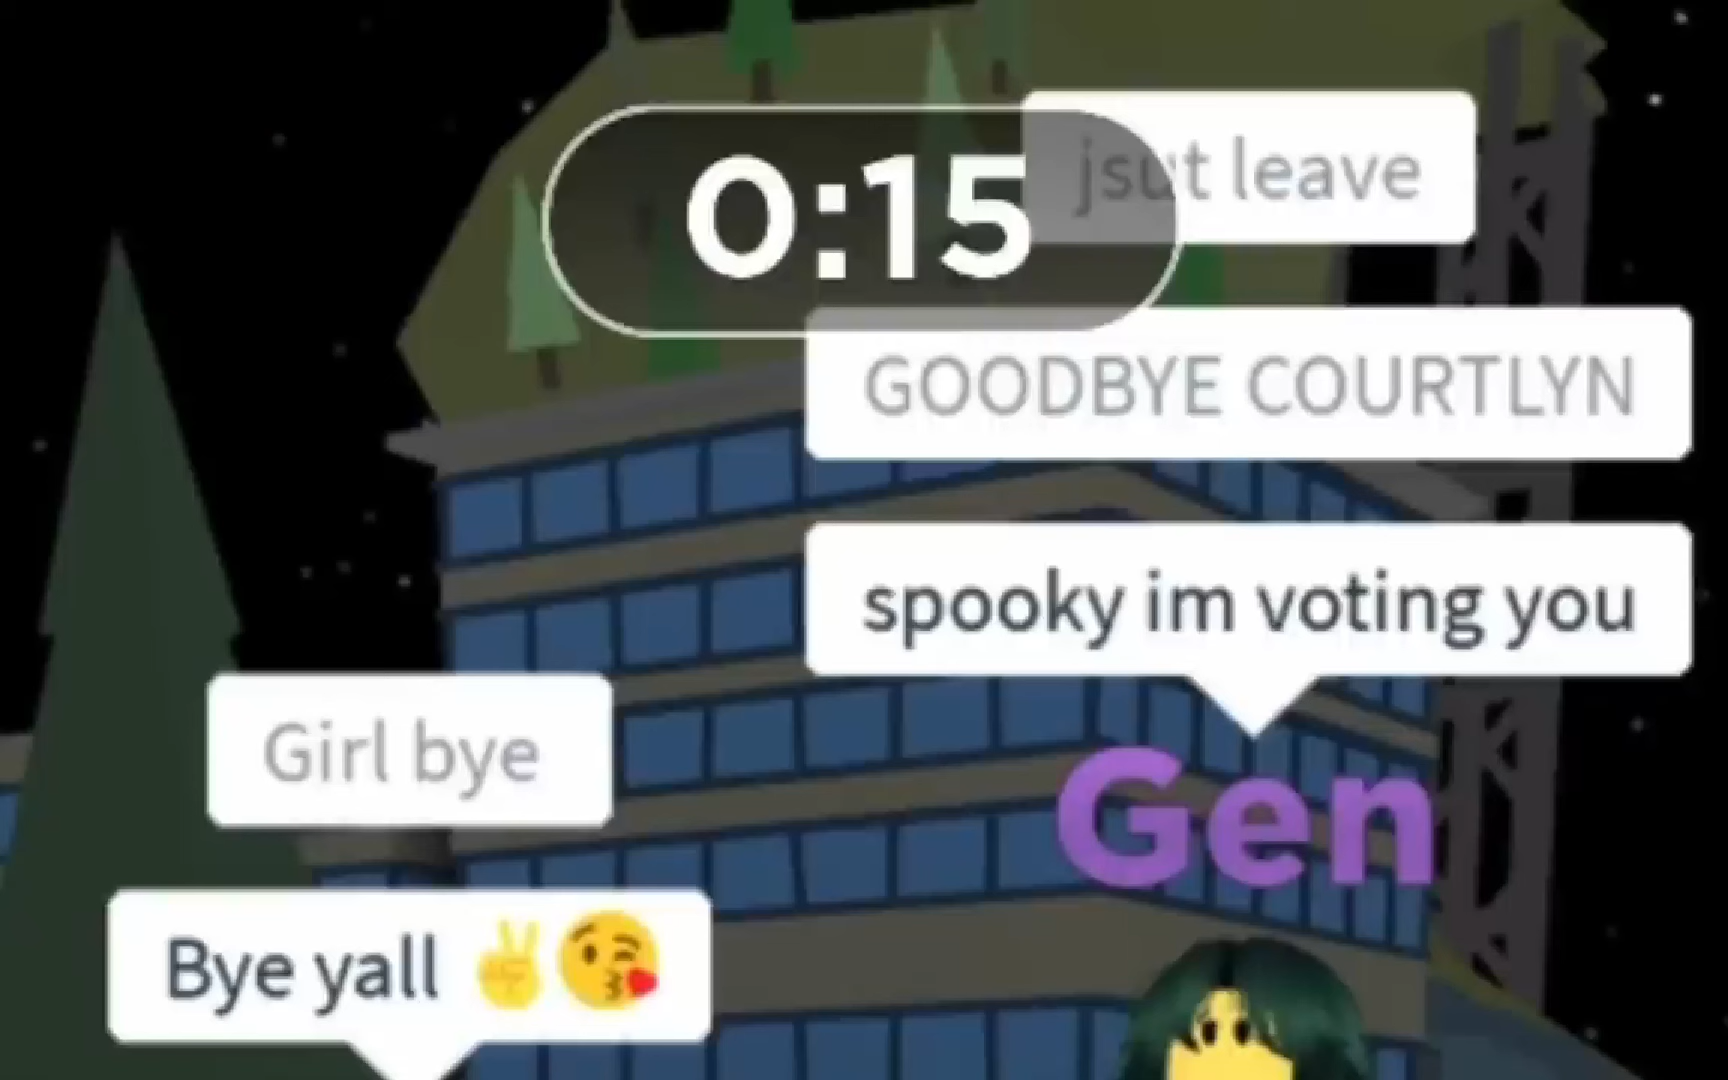 0:15
jsut leave
GOODBYE COURTLYN
spooky im voting you
Gen
Girl bye
Bye yall ✌😘